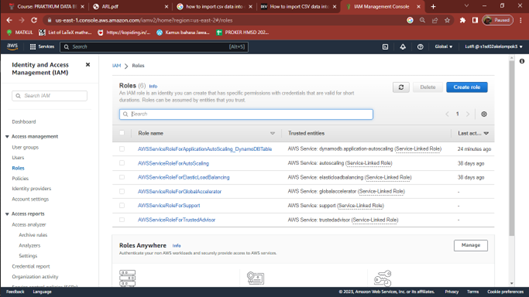 Course: PRAKTIKUM DATA
AVE.pdf
how to import csv data into
How to import CSV data in
IAM Management Console
us-east-1.console.aws.amazon.com/iamv2/home?region=us-east-2#/roles
Paused
MATKUL
List of LaTeX mathe
https://kopsiling.m/
Kamus bahasa Jawa
PROKER HMSD 202
aws
Services
Search
[Alt+S]
Global
Identity and Access Management (IAM)
Search IAM
Dashboard
Access management
User groups
Users
Roles
Policies
Identity providers
Account settings
Access reports
Access analyzer
Archive rules
Analyzers
Settings
Credential report
Organization activity
IAM > Roles
Roles (6) Info
An IAM role is an identity you can create that has specific permissions with credentials that are valid for short
durations. Roles can be assumed by entities that you trust.
Delete
Create role
Search
1
Role name
Trusted entities
Last act...
AWSServiceRoleForApplicationAutoScaling_DynamoDBTable AWS Service: dynamodb.application-autoscaling (Service-Linked Role) 24 minutes ago
AWSServiceRoleForAutoScaling AWS Service: autoscaling (Service-Linked Role) 38 days ago
AWSServiceRoleForElasticLoadBalancing AWS Service: elasticloadbalancing (Service-Linked Role) 38 days ago
AWSServiceRoleForGlobalAccelerator AWS Service: globalaccelerator (Service-Linked Role) -
AWSServiceRoleForSupport AWS Service: support (Service-Linked Role) -
AWSServiceRoleForTrustedAdvisor AWS Service: trustedadvisor (Service-Linked Role) -
Roles Anywhere Info
Authenticate your non AWS workloads and securely provide access to AWS services.
Manage
Feedback
Language
© 2023, Amazon Web Services, Inc. or its affiliates.
Privacy
Terms
Cookie preferences